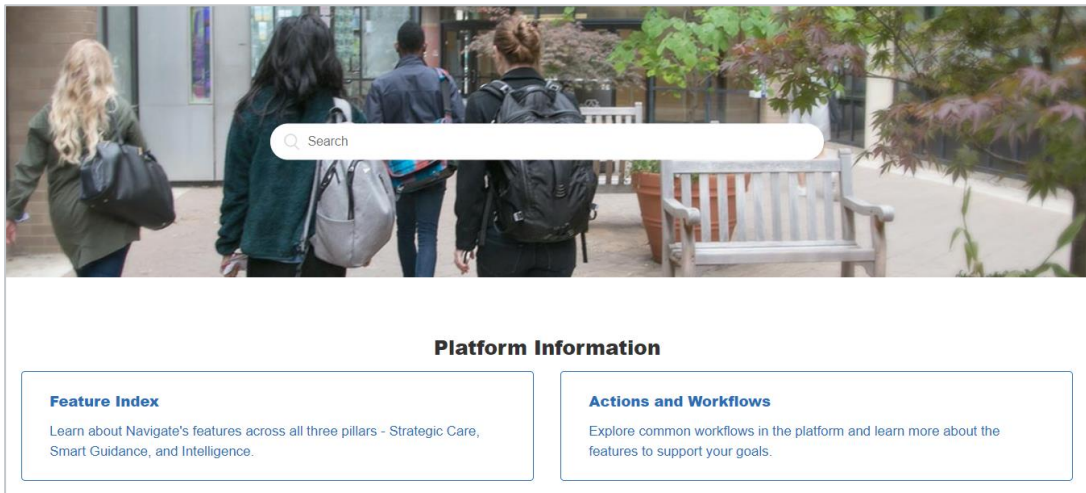 Search
Platform Information
Feature Index
Learn about Navigate's features across all three pillars - Strategic Care,
Smart Guidance, and Intelligence.
Actions and Workflows
Explore common workflows in the platform and learn more about the
features to support your goals.